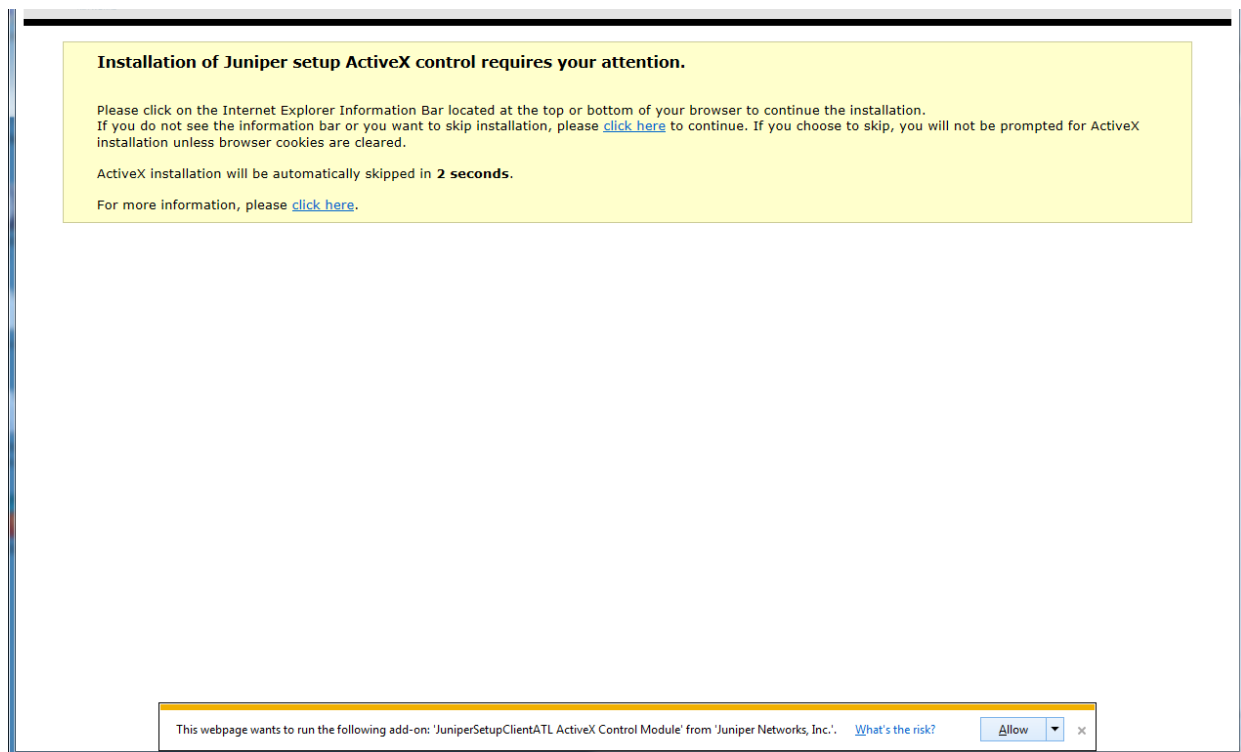 Installation of Juniper setup ActiveX control requires your attention.
Please click on the Internet Explorer Information Bar located at the top or bottom of your browser to continue the installation.
If you do not see the information bar or you want to skip installation, please click here to continue. If you choose to skip, you will not be prompted for ActiveX
installation unless browser cookies are cleared.
ActiveX installation will be automatically skipped in 2 seconds.
For more information, please click here.
This webpage wants to run the following add-on: 'JuniperSetupClientATL ActiveX Control Module' from 'Juniper Networks, Inc.'. What's the risk? Allow